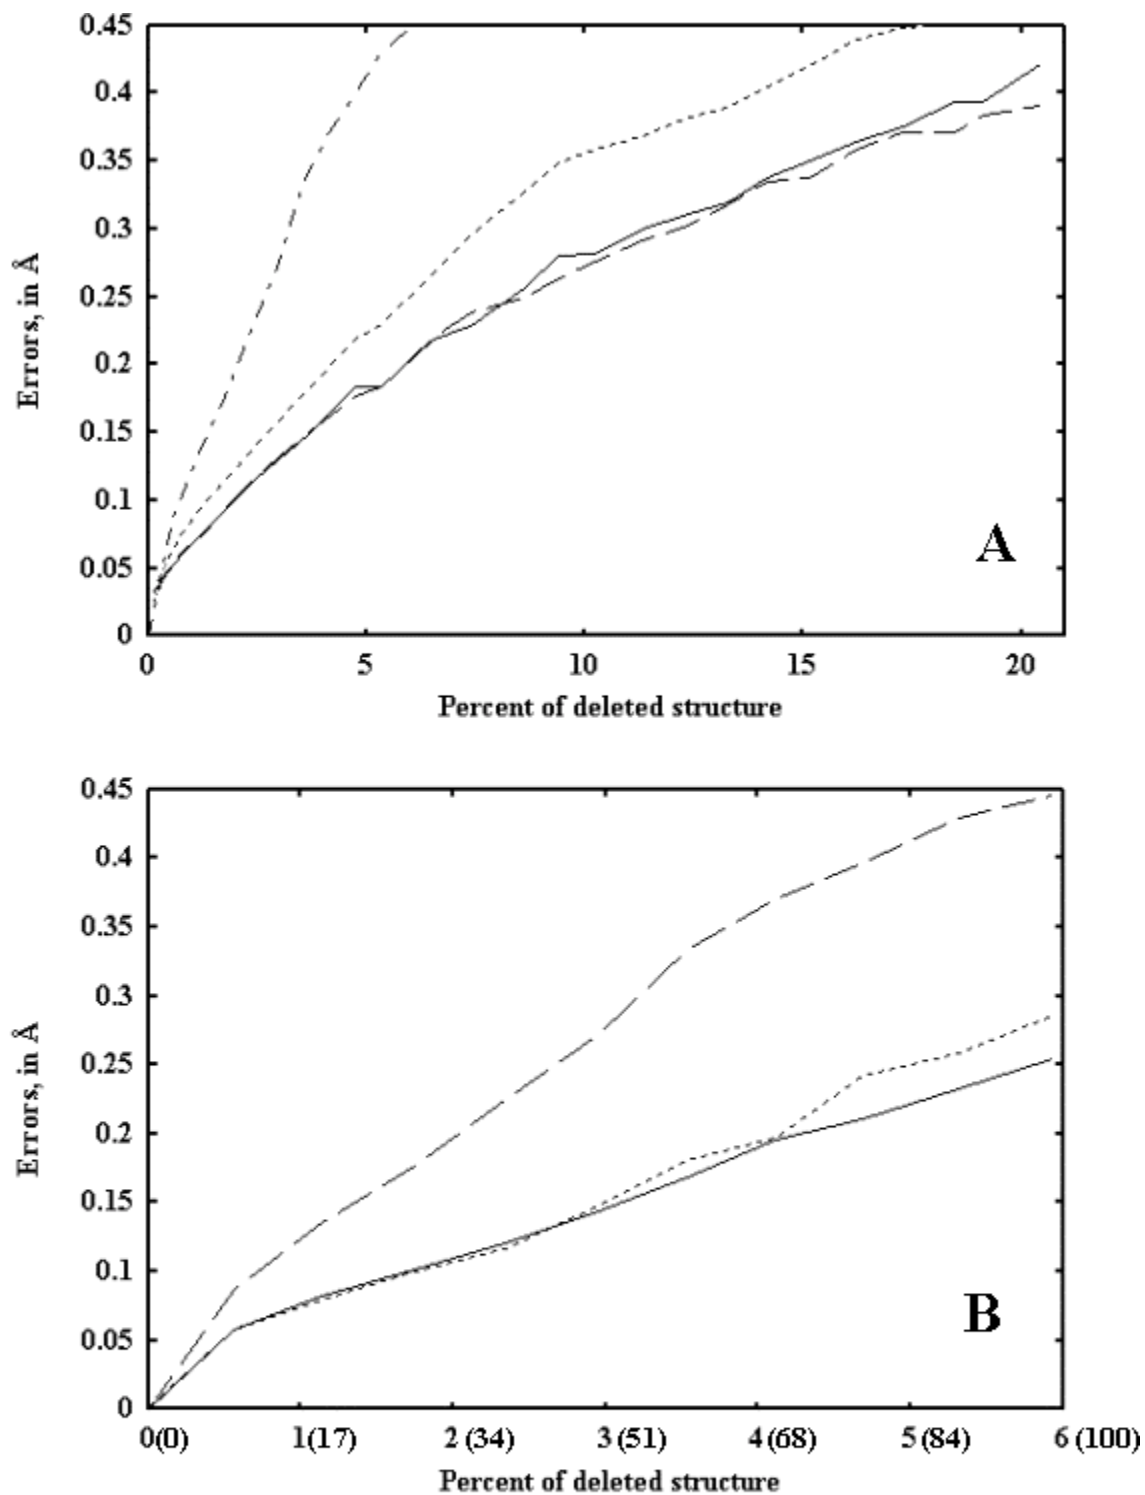 0.45
0.4
0.35
0.3
0.25
0.2
0.15
0.1
0.05
0
Errors, in Å
A
0 5 10 15 20
Percent of deleted structure
0.45
0.4
0.35
0.3
0.25
0.2
0.15
0.1
0.05
0
Errors, in Å
B
0(0) 1(17) 2(34) 3(51) 4(68) 5(84) 6(100)
Percent of deleted structure